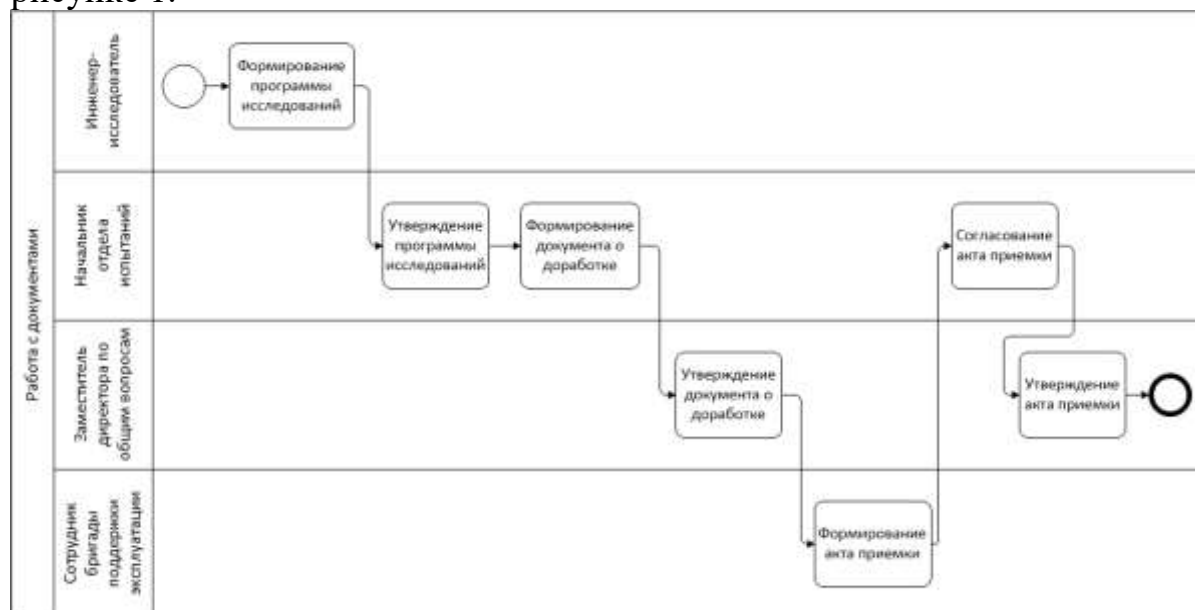 рисунке 1.
Работа с документами
Инженер-
исследователь
Формирование
программы
исследований
Начальник
отдела
испытаний
Утверждение
программы
исследований
Формирование
документа о
доработке
Согласование
акта приемки
Заместитель
директора по
общим вопросам
Утверждение
документа о
доработке
Утверждение
акта приемки
Сотрудник
бригады
поддержки
эксплуатации
Формирование
акта приемки